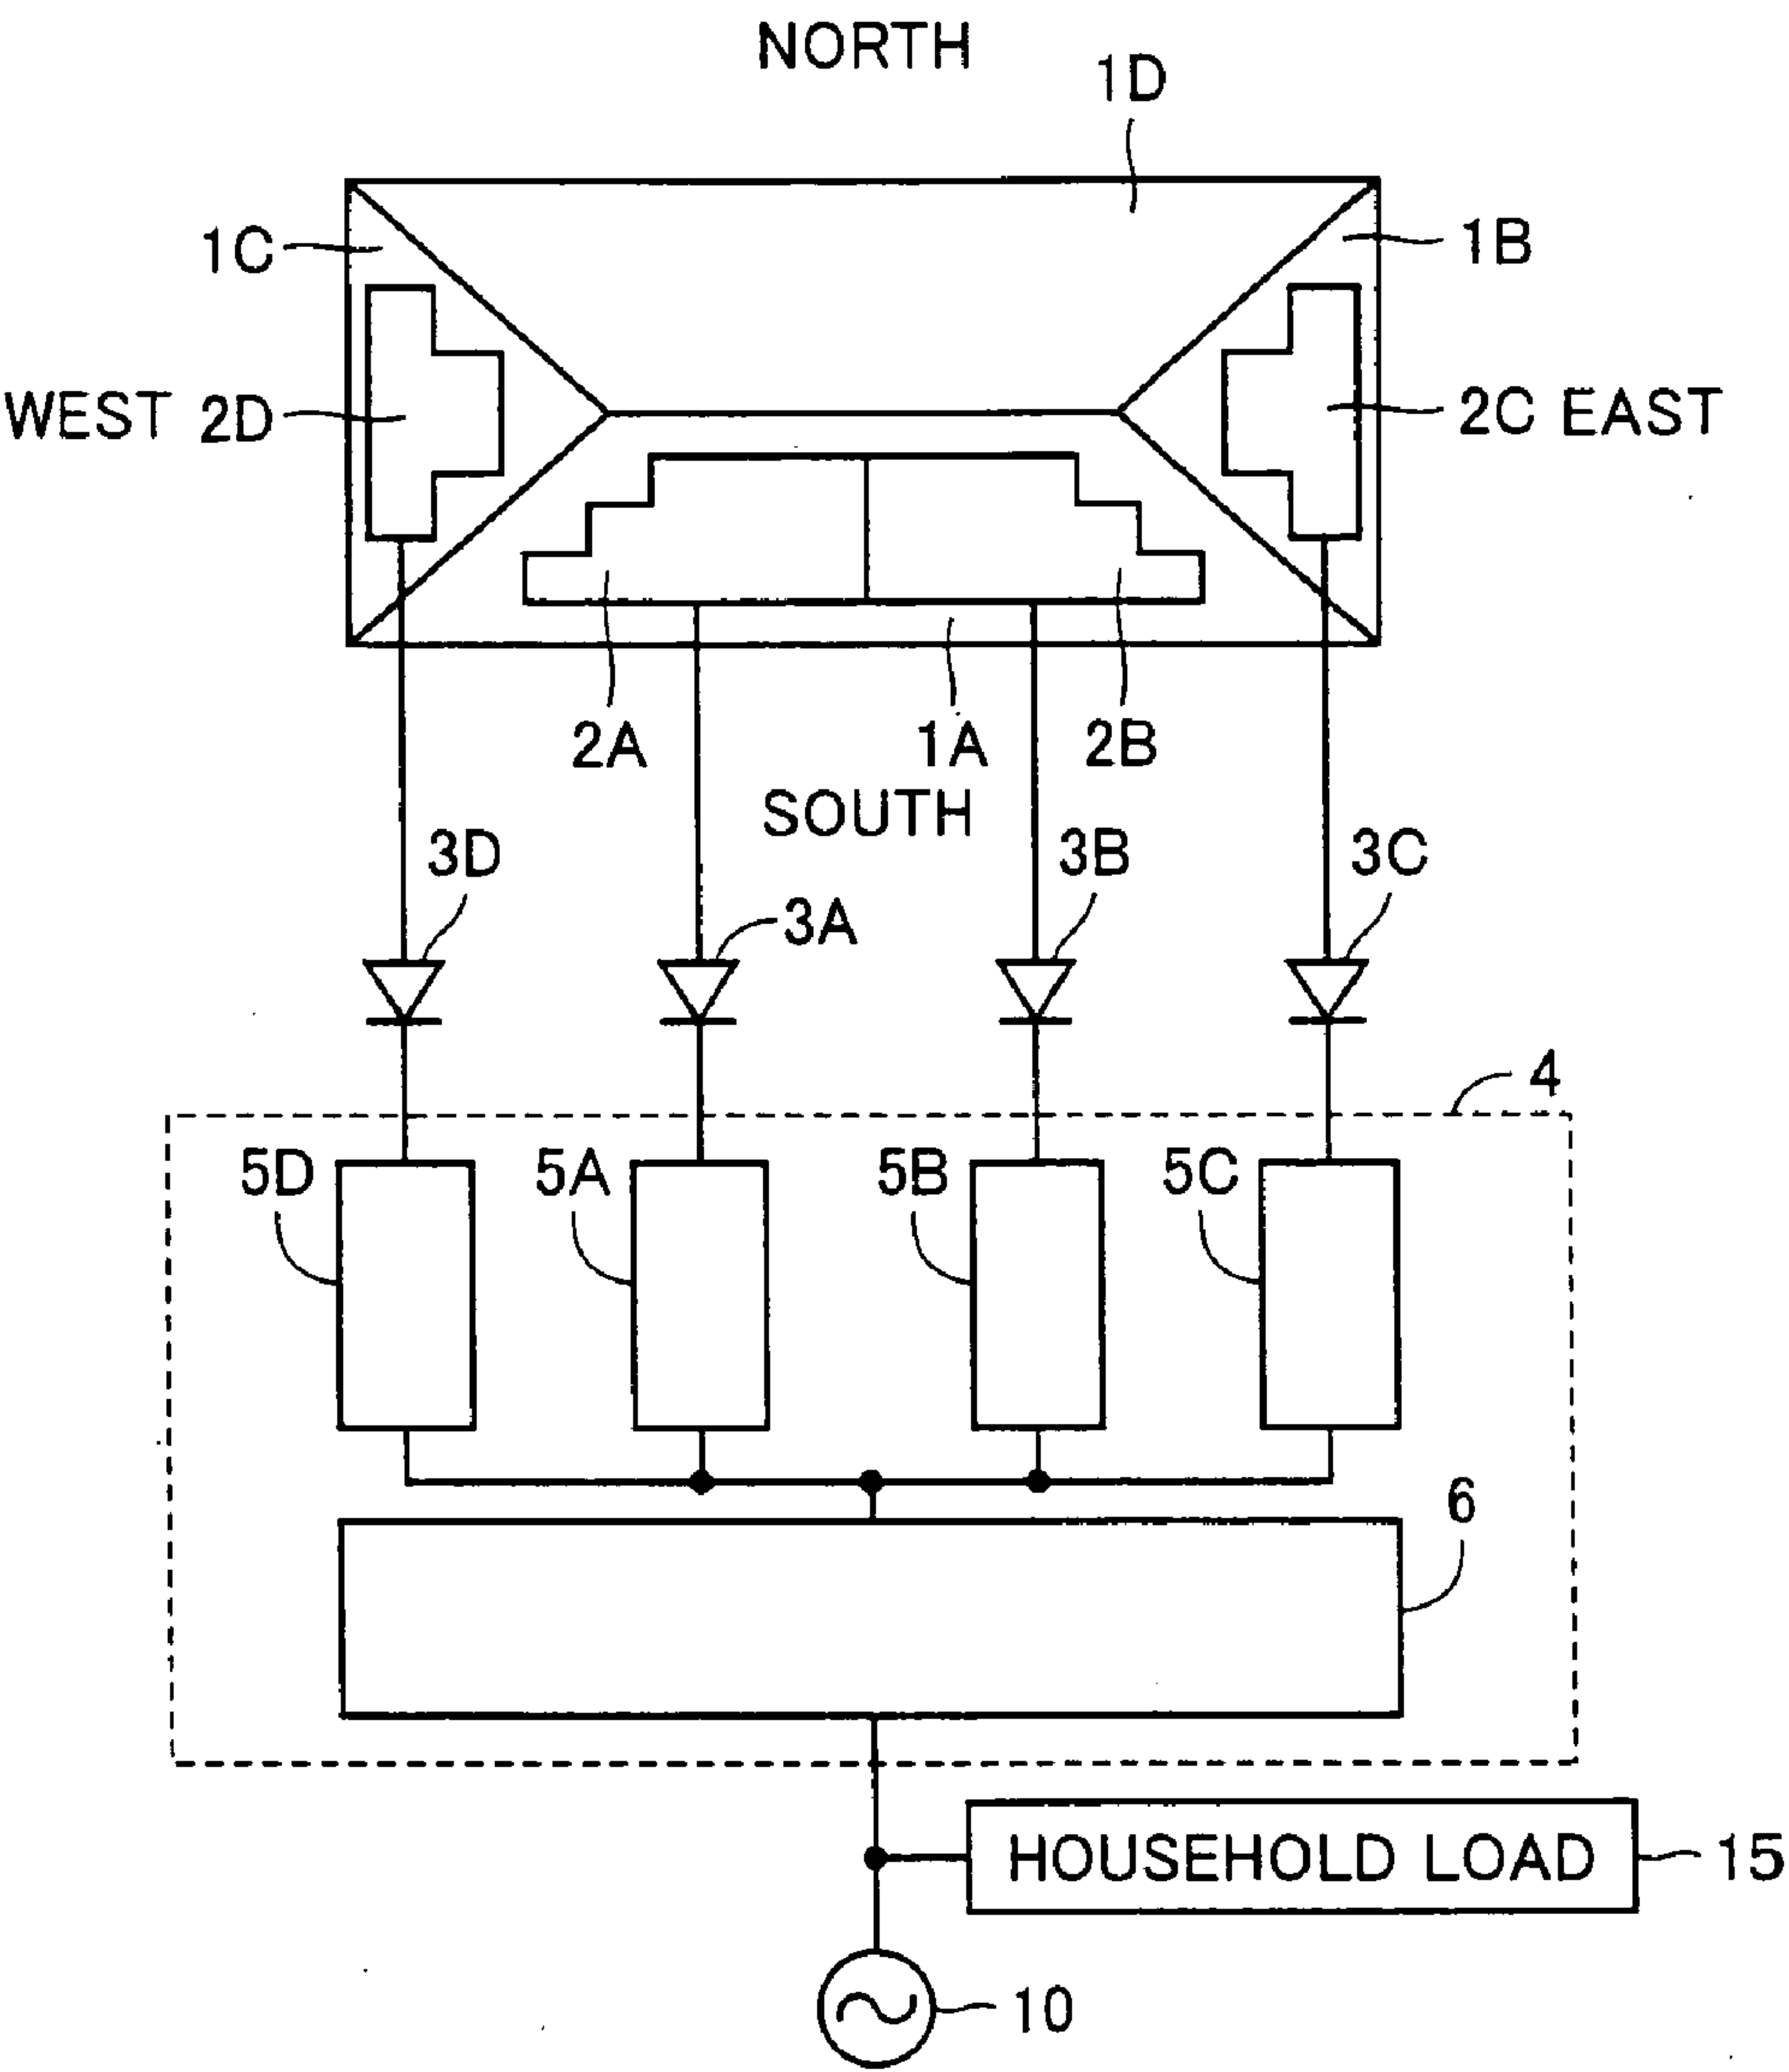 NORTH
1D
1C
1B
WEST 2D
2C EAST
2A
1A
2B
SOUTH
3D
3A
3B
3C
4
5D
5A
5B
5C
6
HOUSEHOLD LOAD
15
10